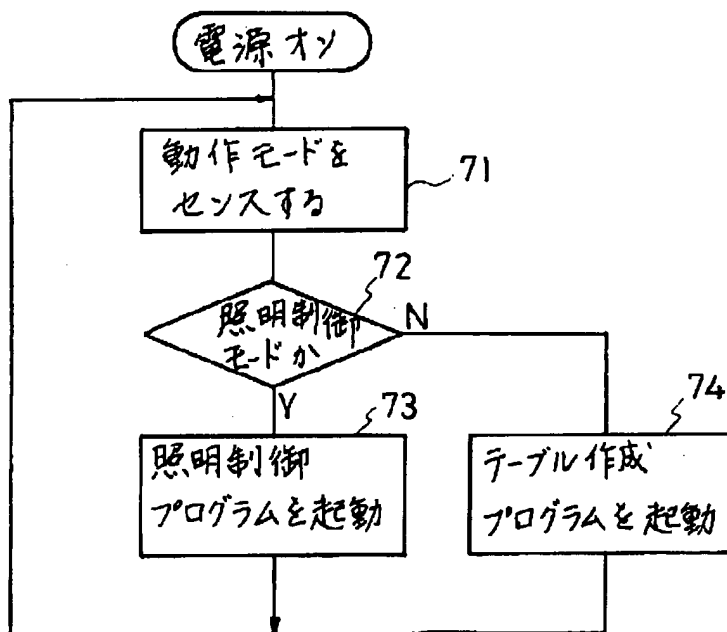 電源オン
動作モードを
センスする
71
72
照明制御
モードか
N
Y
73
照明制御
プログラムを起動
74
テーブル作成
プログラムを起動